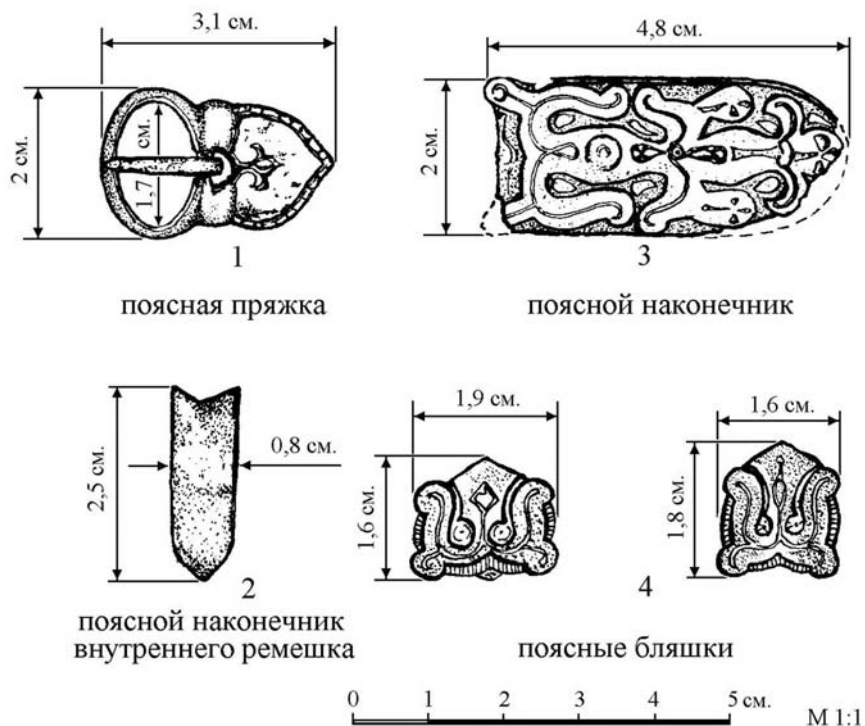 3,1 см.
2 см.
1,7 см.
1
поясная пряжка
4,8 см.
2 см.
3
поясной наконечник
2,5 см.
0,8 см.
2
поясной наконечник
внутреннего ремешка
1,9 см.
1,6 см.
1,6 см.
1,8 см.
4
поясные бляшки
0 1 2 3 4 5 см.
М 1:1